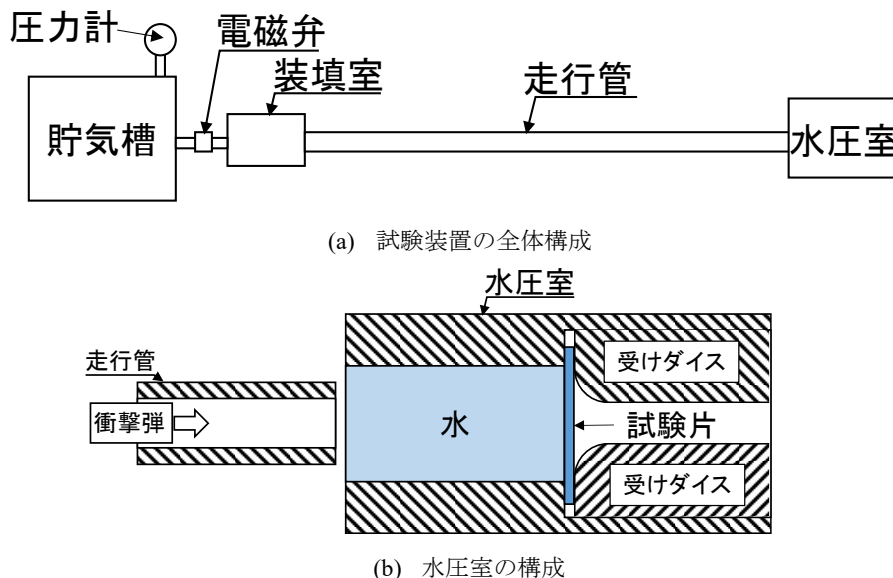 圧力計
電磁弁
装填室
走行管
貯気槽
水圧室
(a) 試験装置の全体構成
水圧室
走行管
受けダイス
衝撃弾
水
試験片
受けダイス
(b) 水圧室の構成